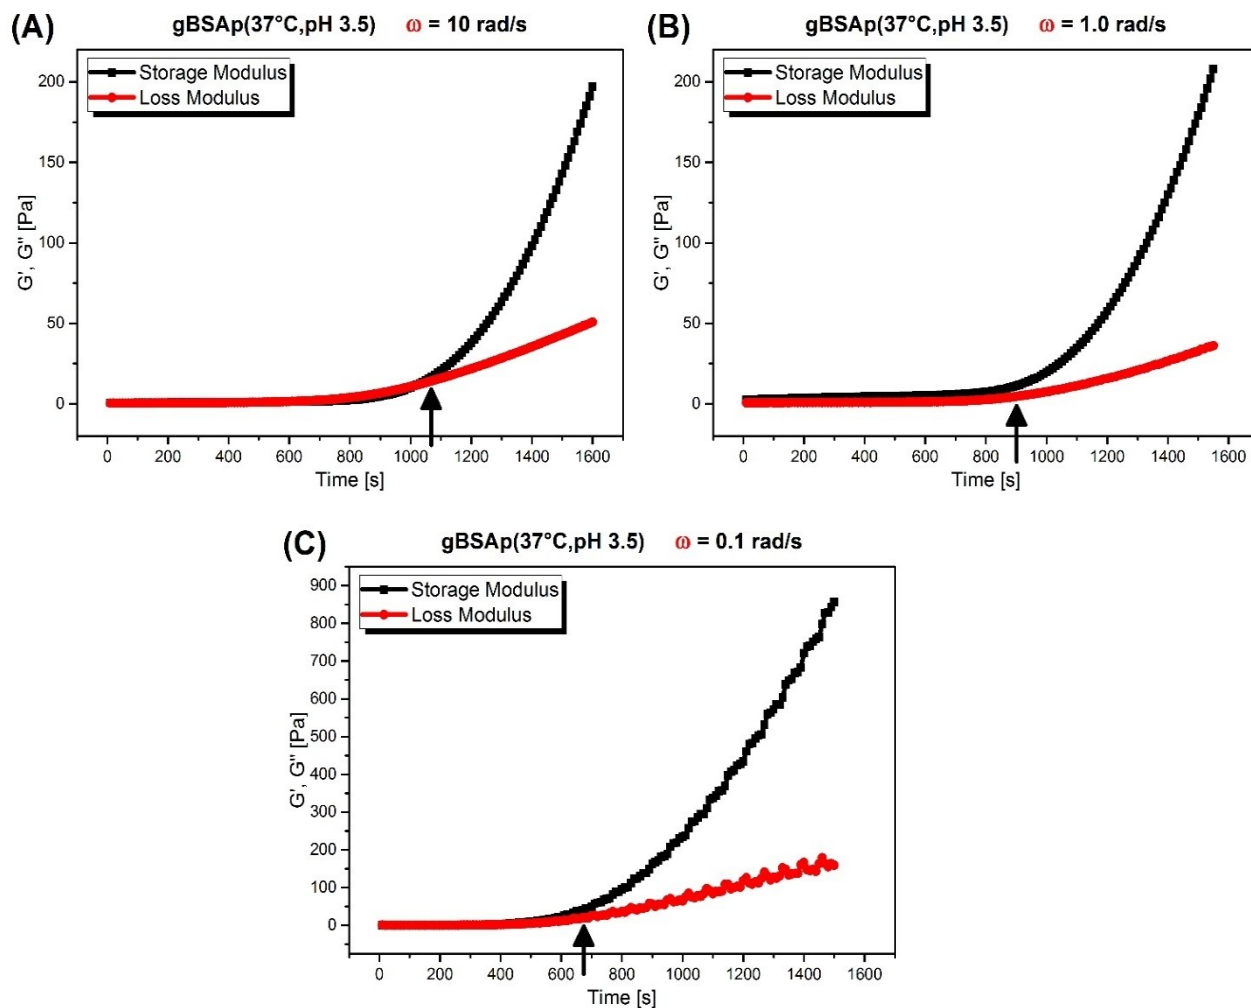 (A) gBSAp(37°C,pH 3.5) ω = 10 rad/s
Storage Modulus
Loss Modulus
200
150
100
50
0
G', G" [Pa]
0 200 400 600 800 1000 1200 1400 1600
Time [s]
(B) gBSAp(37°C,pH 3.5) ω = 1.0 rad/s
Storage Modulus
Loss Modulus
200
150
100
50
0
G', G" [Pa]
0 200 400 600 800 1000 1200 1400 1600
Time [s]
(C) gBSAp(37°C,pH 3.5) ω = 0.1 rad/s
Storage Modulus
Loss Modulus
900
800
700
600
500
400
300
200
100
0
G', G" [Pa]
0 200 400 600 800 1000 1200 1400 1600
Time [s]